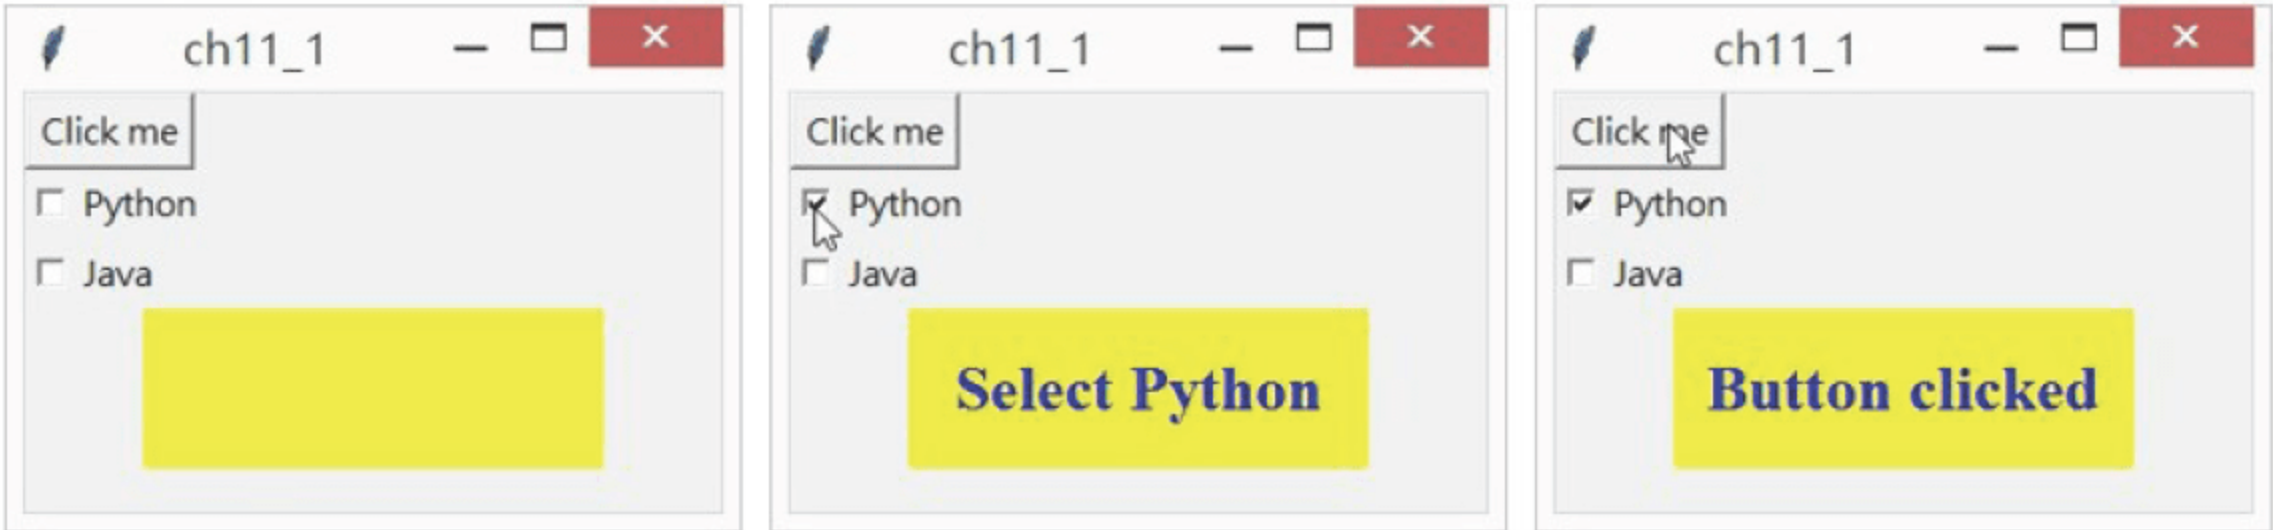 ch11_1
Click me
Python
Java
ch11_1
Click me
Python
Java
Select Python
ch11_1
Click me
Python
Java
Button clicked